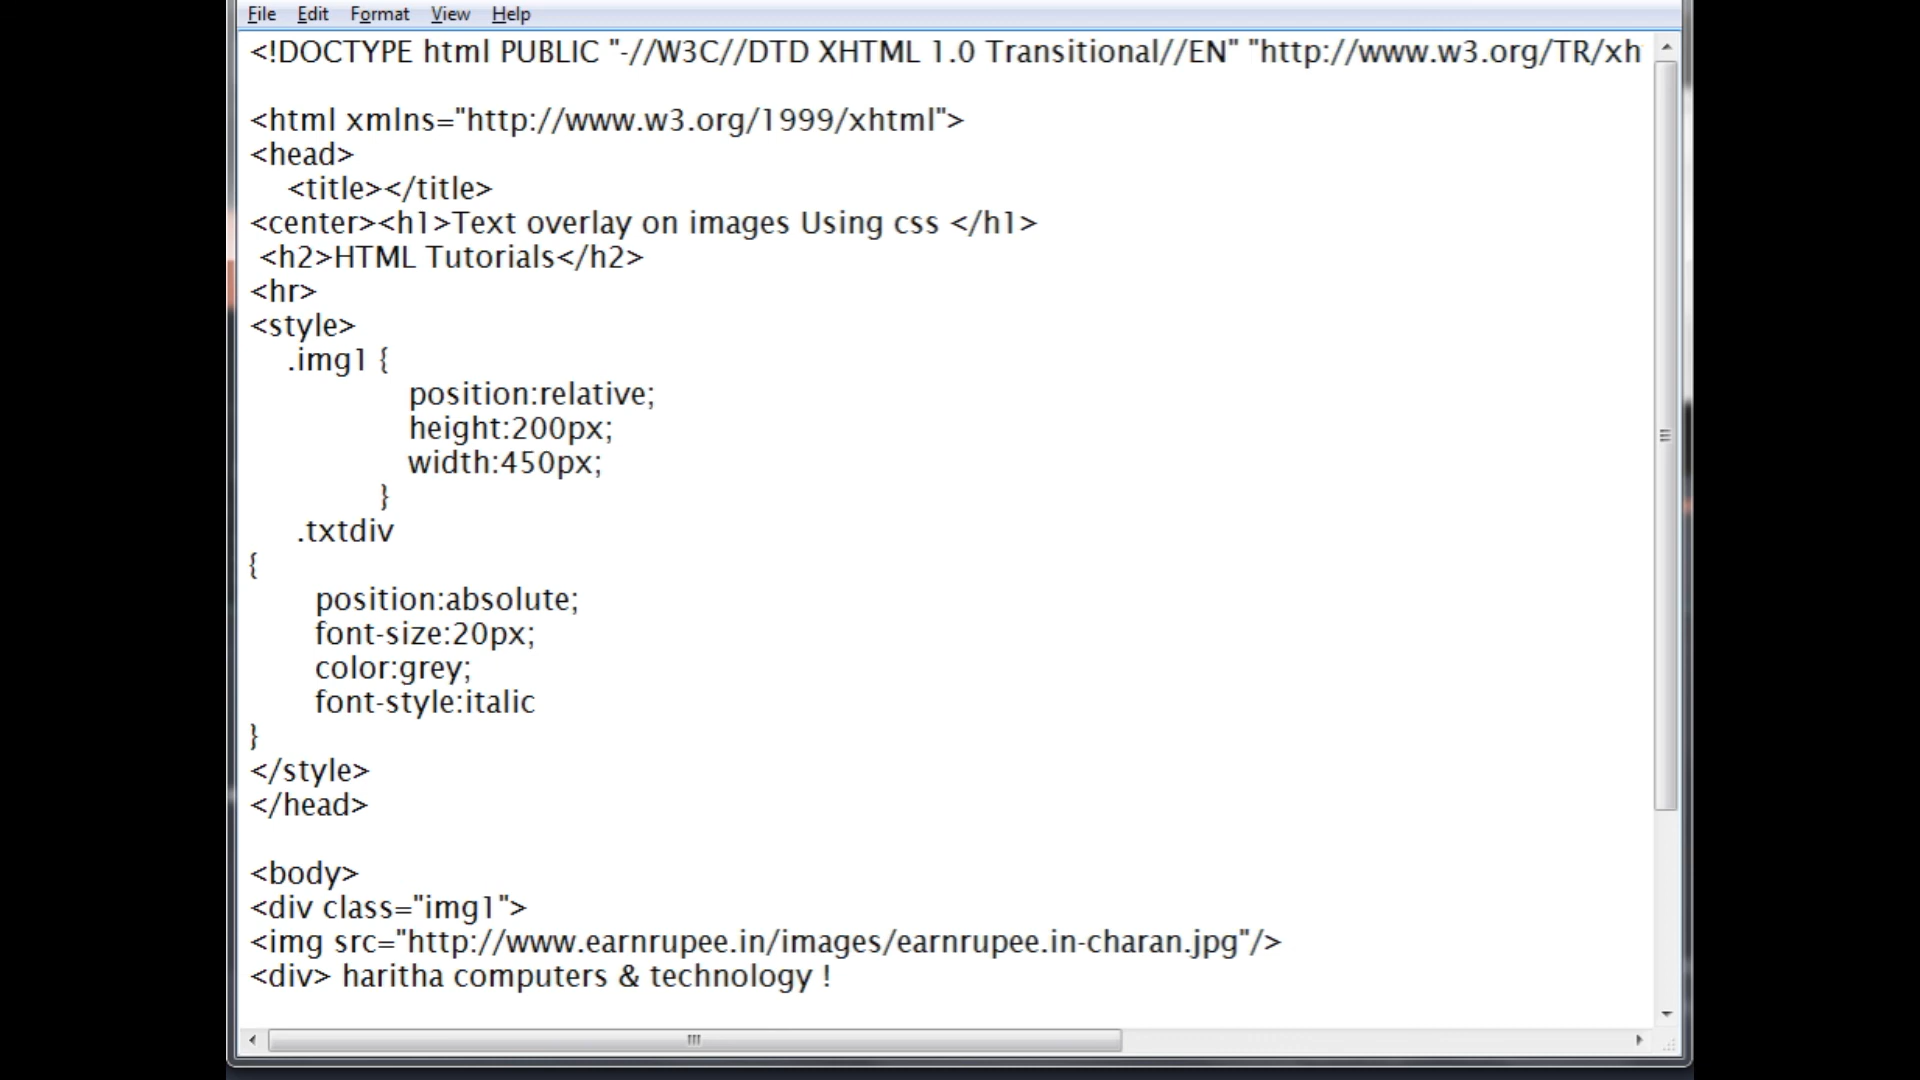 File Edit Format View Help
<!DOCTYPE html PUBLIC "-//W3C//DTD XHTML 1.0 Transitional//EN" "http://www.w3.org/TR/xh
<html xmlns="http://www.w3.org/1999/xhtml">
<head>
<title></title>
<center><h1>Text overlay on images Using css </h1>
<h2>HTML Tutorials</h2>
<hr>
<style>
.img1 {
position:relative;
height:200px;
width:450px;
}
.txtdiv
{
position:absolute;
font-size:20px;
color:grey;
font-style:italic
}
</style>
</head>
<body>
<div class="img1">
<img src="http://www.earnrupee.in/images/earnrupee.in-charan.jpg"/>
<div> haritha computers & technology !